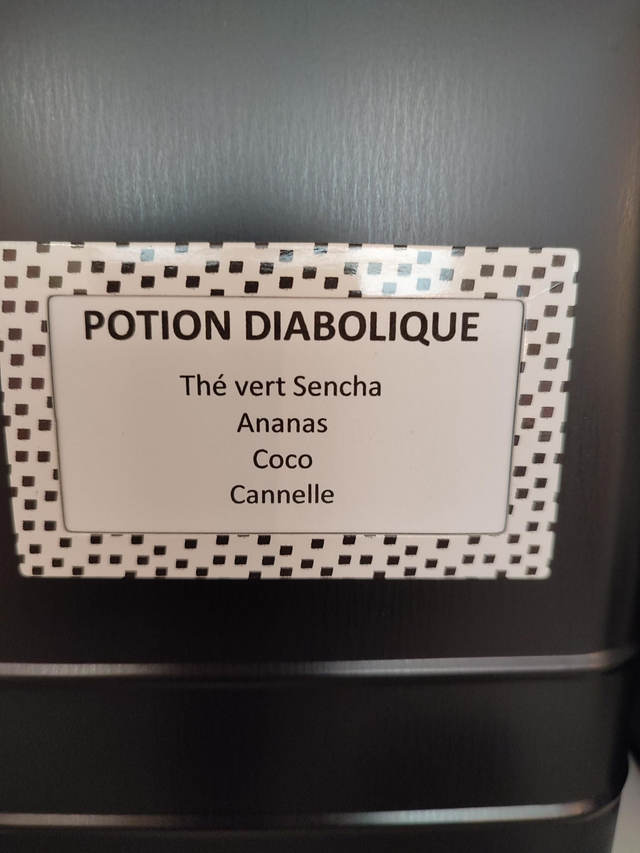 POTION DIABOLIQUE
Thé vert Sencha
Ananas
Coco
Cannelle